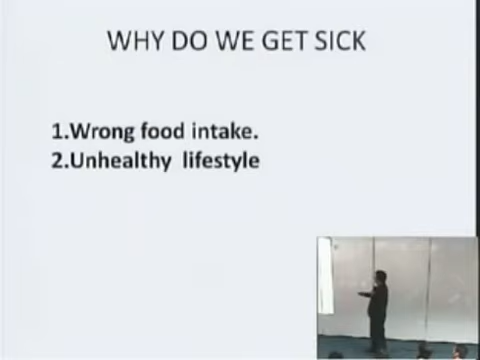 WHY DO WE GET SICK
1.Wrong food intake.
2.Unhealthy lifestyle